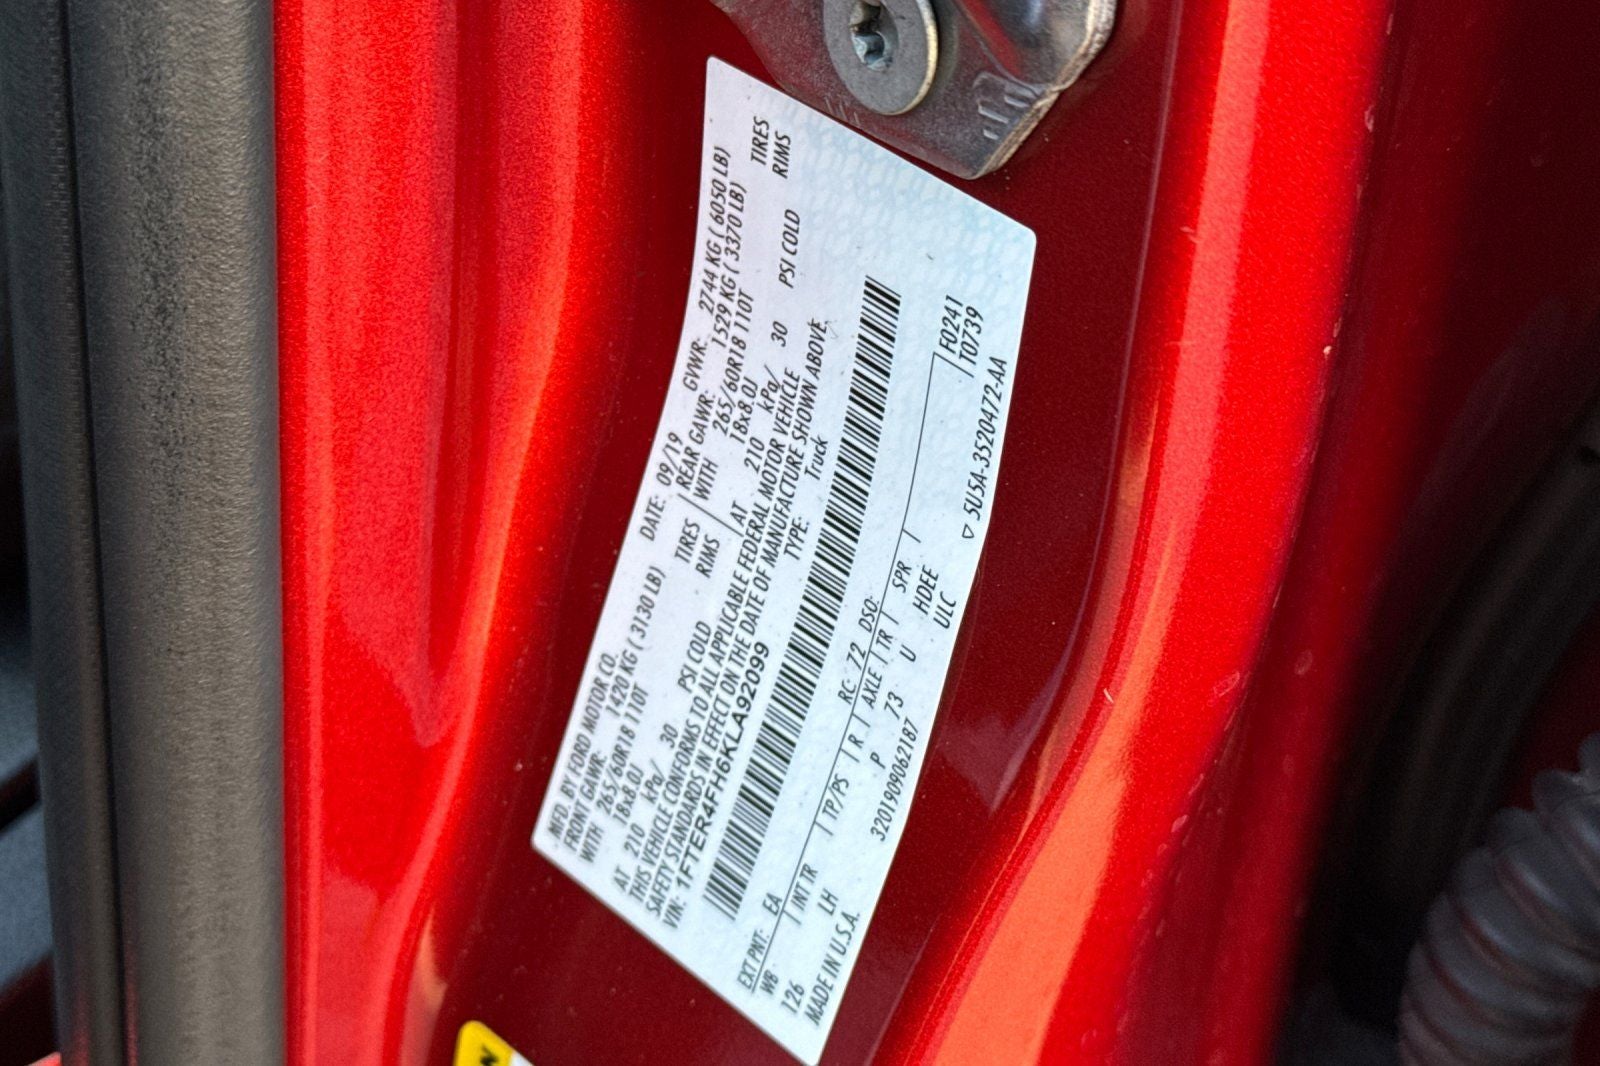 MFD. BY FORD MOTOR CO.
DATE: 09/19 GVWR: 2744 KG ( 6050 LB)
FRONT GAWR: 1420 KG ( 3130 LB) REAR GAWR: 1529 KG ( 3370 LB)
WITH 265/60R18 110T TIRES WITH 265/60R18 110T TIRES
18x8.0J RIMS 18x8.0J RIMS
AT 210 kPa/ 30 PSI COLD AT 210 kPa/ 30 PSI COLD
THIS VEHICLE CONFORMS TO ALL APPLICABLE FEDERAL MOTOR VEHICLE
SAFETY STANDARDS IN EFFECT ON THE DATE OF MANUFACTURE SHOWN ABOVE.
VIN: 1FTER4FH6KLA92099 TYPE: Truck
EXT PNT: EA RC: 72 DSO: F0241
WB INT TR TP/PS R AXLE TR SPR T0739
126 LH P 73 U HDEE
MADE IN U.S.A. 3201909062187 ULC
▽ 5U5A-3520472-AA